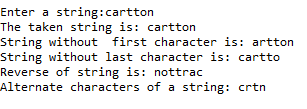 Enter a string:cartton
The taken string is: cartton
String without  first character is: artton
String without last character is: cartto
Reverse of string is: nottrac
Alternate characters of a string: crtn